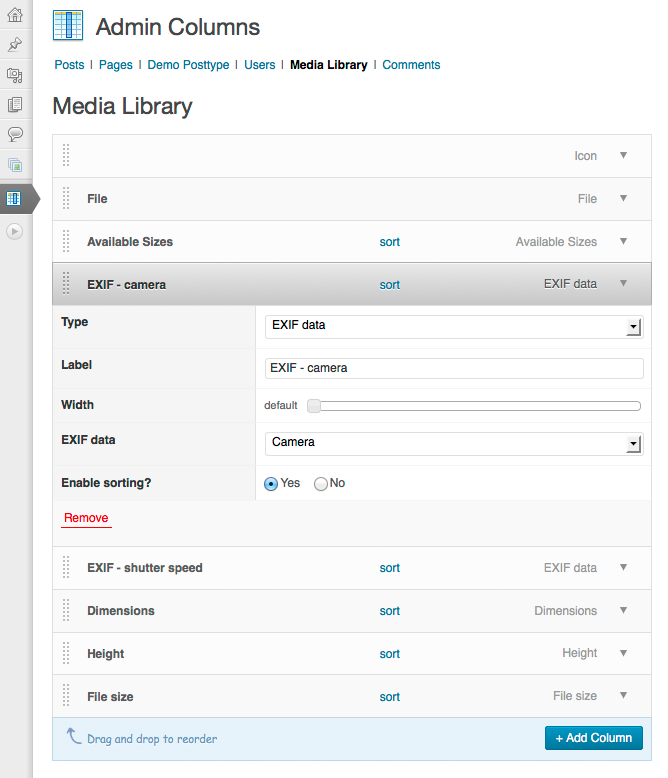 Admin Columns
Posts | Pages | Demo Posttype | Users | Media Library | Comments
Media Library
Icon
File File
Available Sizes sort Available Sizes
EXIF - camera sort EXIF data
Type EXIF data
Label EXIF - camera
Width default
EXIF data Camera
Enable sorting? Yes No
Remove
EXIF - shutter speed sort EXIF data
Dimensions sort Dimensions
Height sort Height
File size sort File size
Drag and drop to reorder + Add Column